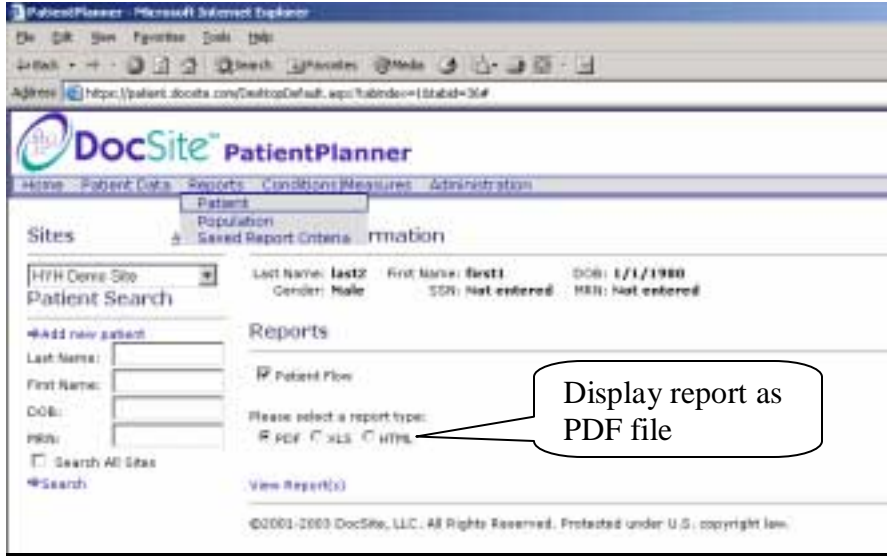 PatientPlanner - Microsoft Internet Explorer
File Edit View Favorites Tools Help
Back Search Favorites Media
Address https://patient.docsite.com/DesktopDefault.aspx?tabindex=1&tabid=36#
DocSite™ PatientPlanner
Home Patient Data Reports Conditions/Measures Administration
Patient
Population
Saved Report Criteria
Sites rmation
HYH Demo Site
Last Name: last2 First Name: first1 DOB: 1/1/1980
Gender: Male SSN: Not entered MRN: Not entered
Patient Search
Add new patient
Reports
Last Name:
First Name:
Patient Flow
DOB:
Please select a report type:
MRN:
PDF XLS HTML
Display report as
PDF file
Search All Sites
Search
View Report(s)
©2001-2003 DocSite, LLC. All Rights Reserved. Protected under U.S. copyright law.